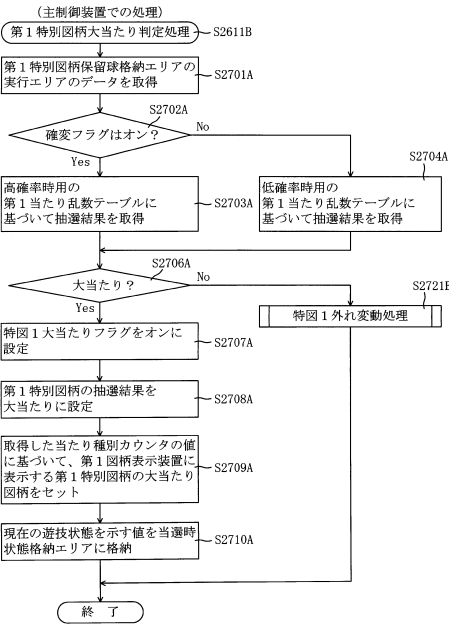 (主制御装置での処理)
第１特別図柄大当たり判定処理
S2611B
第１特別図柄保留球格納エリアの
実行エリアのデータを取得
S2701A
S2702A
確変フラグはオン？
No
Yes
S2704A
高確率時用の
第１当たり乱数テーブルに
基づいて抽選結果を取得
S2703A
低確率時用の
第１当たり乱数テーブルに
基づいて抽選結果を取得
S2706A
大当たり？
No
Yes
S2721B
特図１外れ変動処理
特図１大当たりフラグをオンに
設定
S2707A
第１特別図柄の抽選結果を
大当たりに設定
S2708A
取得した当たり種別カウンタの値
に基づいて、第１図柄表示装置に
表示する第１特別図柄の大当たり
図柄をセット
S2709A
現在の遊技状態を示す値を当選時
状態格納エリアに格納
S2710A
終 了